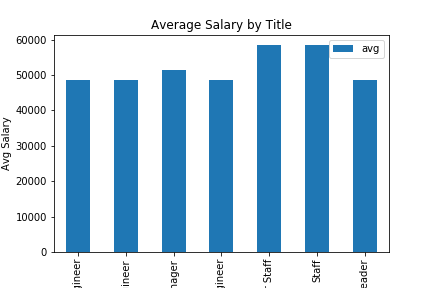 Average Salary by Title
avg
Avg Salary
60000
50000
40000
30000
20000
10000
0
gineer
ineer
nager
gineer
Staff
Staff
eader